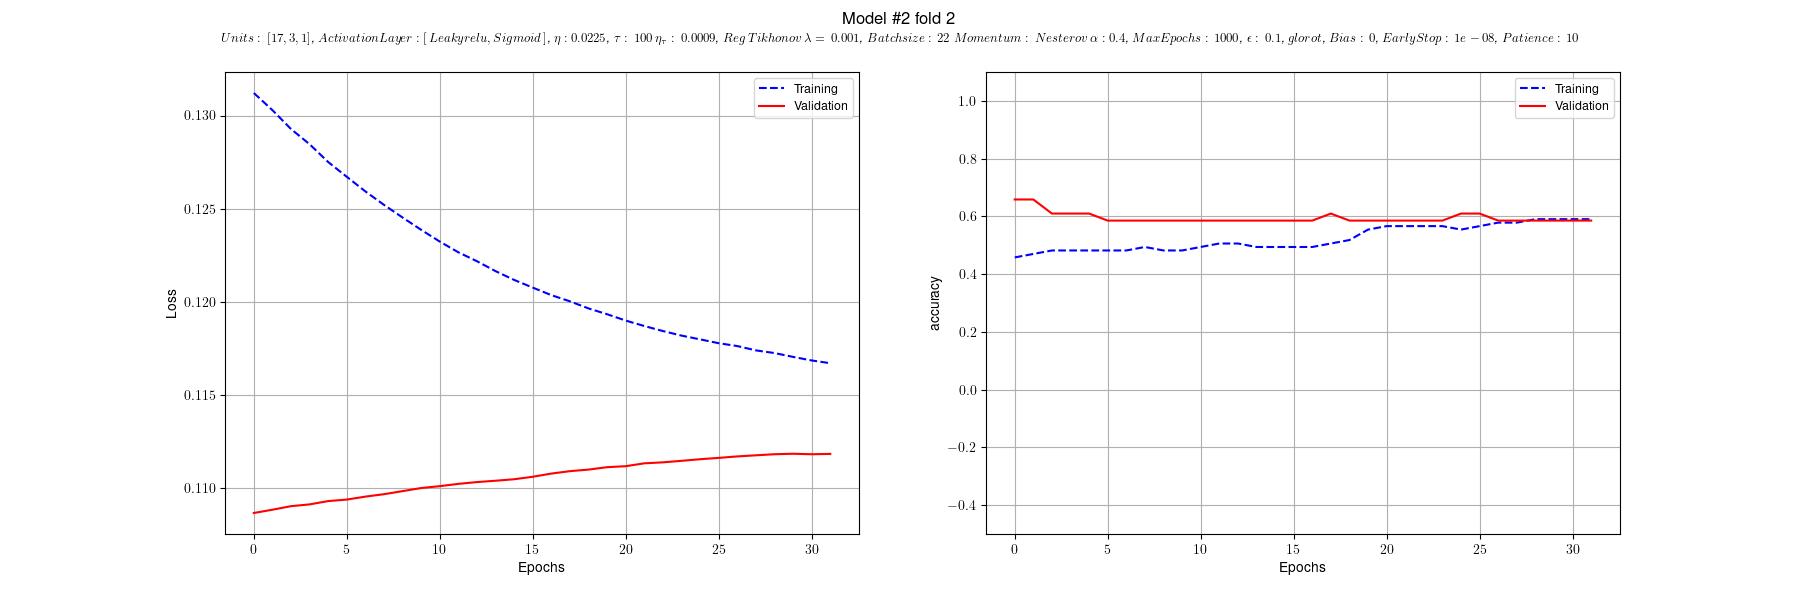 Model #2 fold 2
Units : [17, 3, 1], ActivationLayer : [ Leakyrelu, Sigmoid ], η : 0.0225, τ : 100 η_τ : 0.0009, Reg Tikhonov λ = 0.001, Batchsize : 22 Momentum : Nesterov α : 0.4, MaxEpochs : 1000, ϵ : 0.1, glorot, Bias : 0, EarlyStop : 1e − 08, Patience : 10
Loss
0.130
0.125
0.120
0.115
0.110
Training
Validation
0 5 10 15 20 25 30
Epochs
accuracy
1.0
0.8
0.6
0.4
0.2
0.0
−0.2
−0.4
Training
Validation
0 5 10 15 20 25 30
Epochs